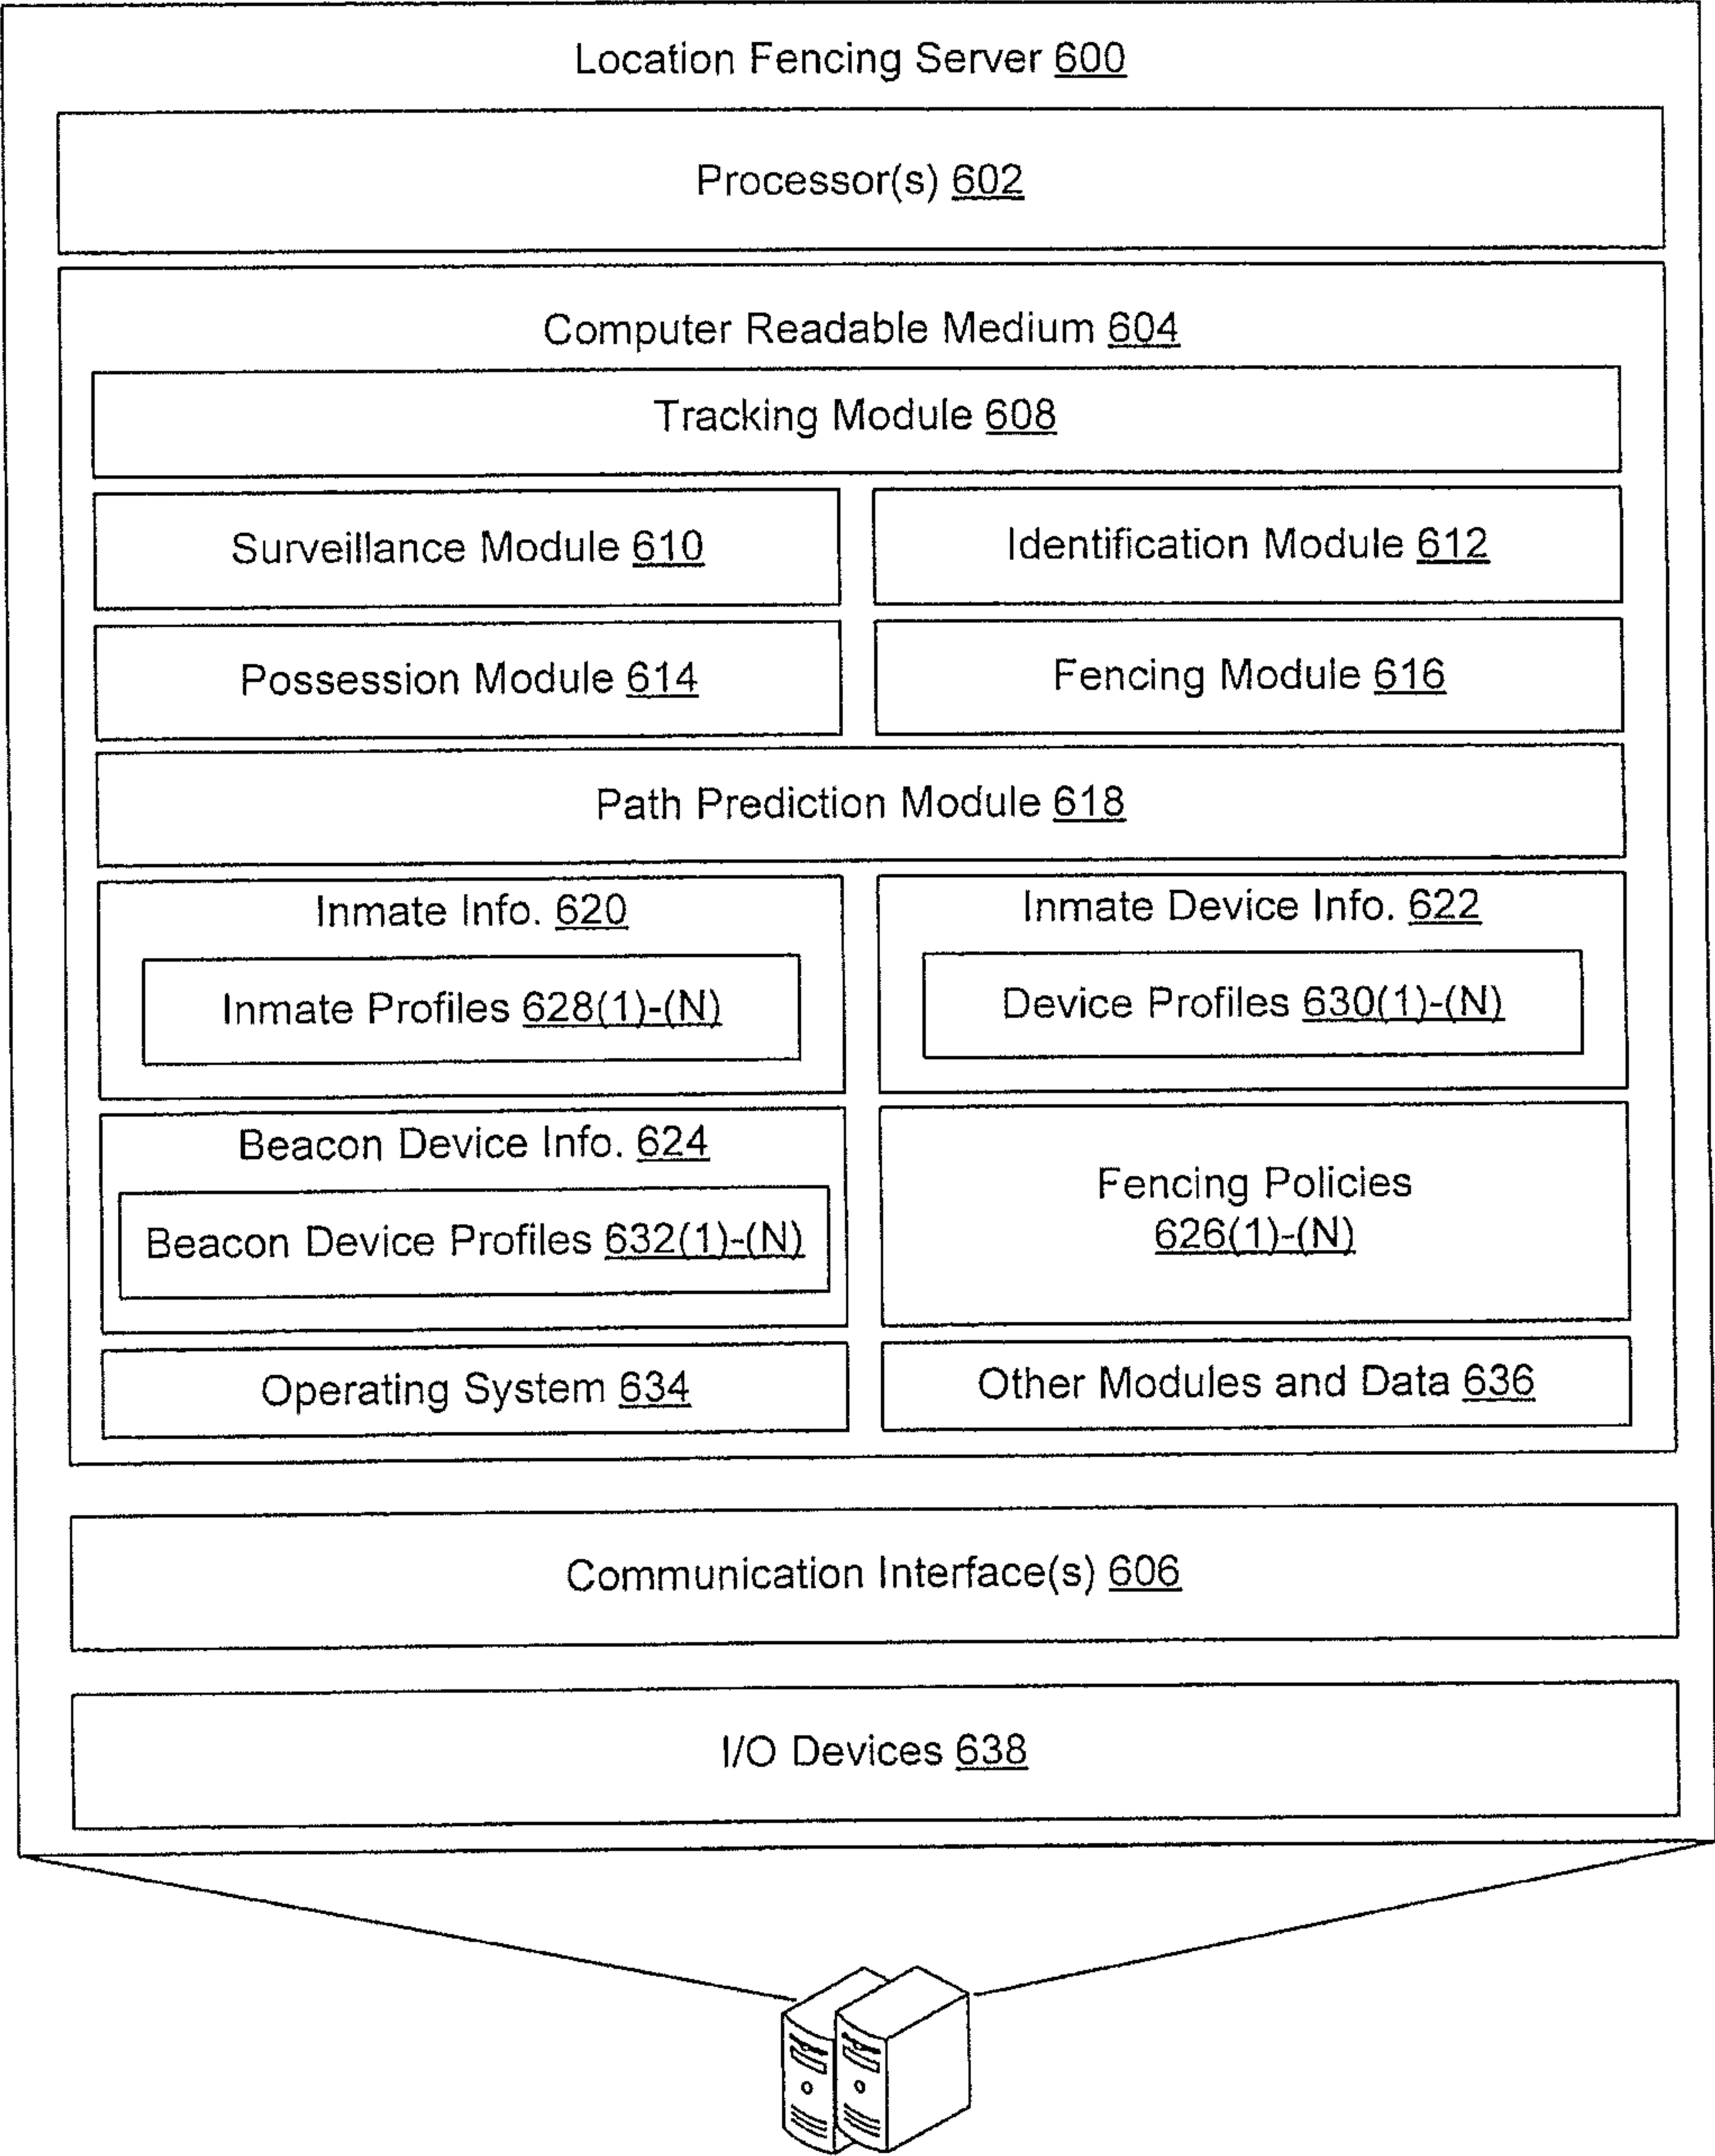 Location Fencing Server 600
Processor(s) 602
Computer Readable Medium 604
Tracking Module 608
Surveillance Module 610
Identification Module 612
Possession Module 614
Fencing Module 616
Path Prediction Module 618
Inmate Info. 620
Inmate Profiles 628(1)-(N)
Inmate Device Info. 622
Device Profiles 630(1)-(N)
Beacon Device Info. 624
Beacon Device Profiles 632(1)-(N)
Fencing Policies
626(1)-(N)
Operating System 634
Other Modules and Data 636
Communication Interface(s) 606
I/O Devices 638